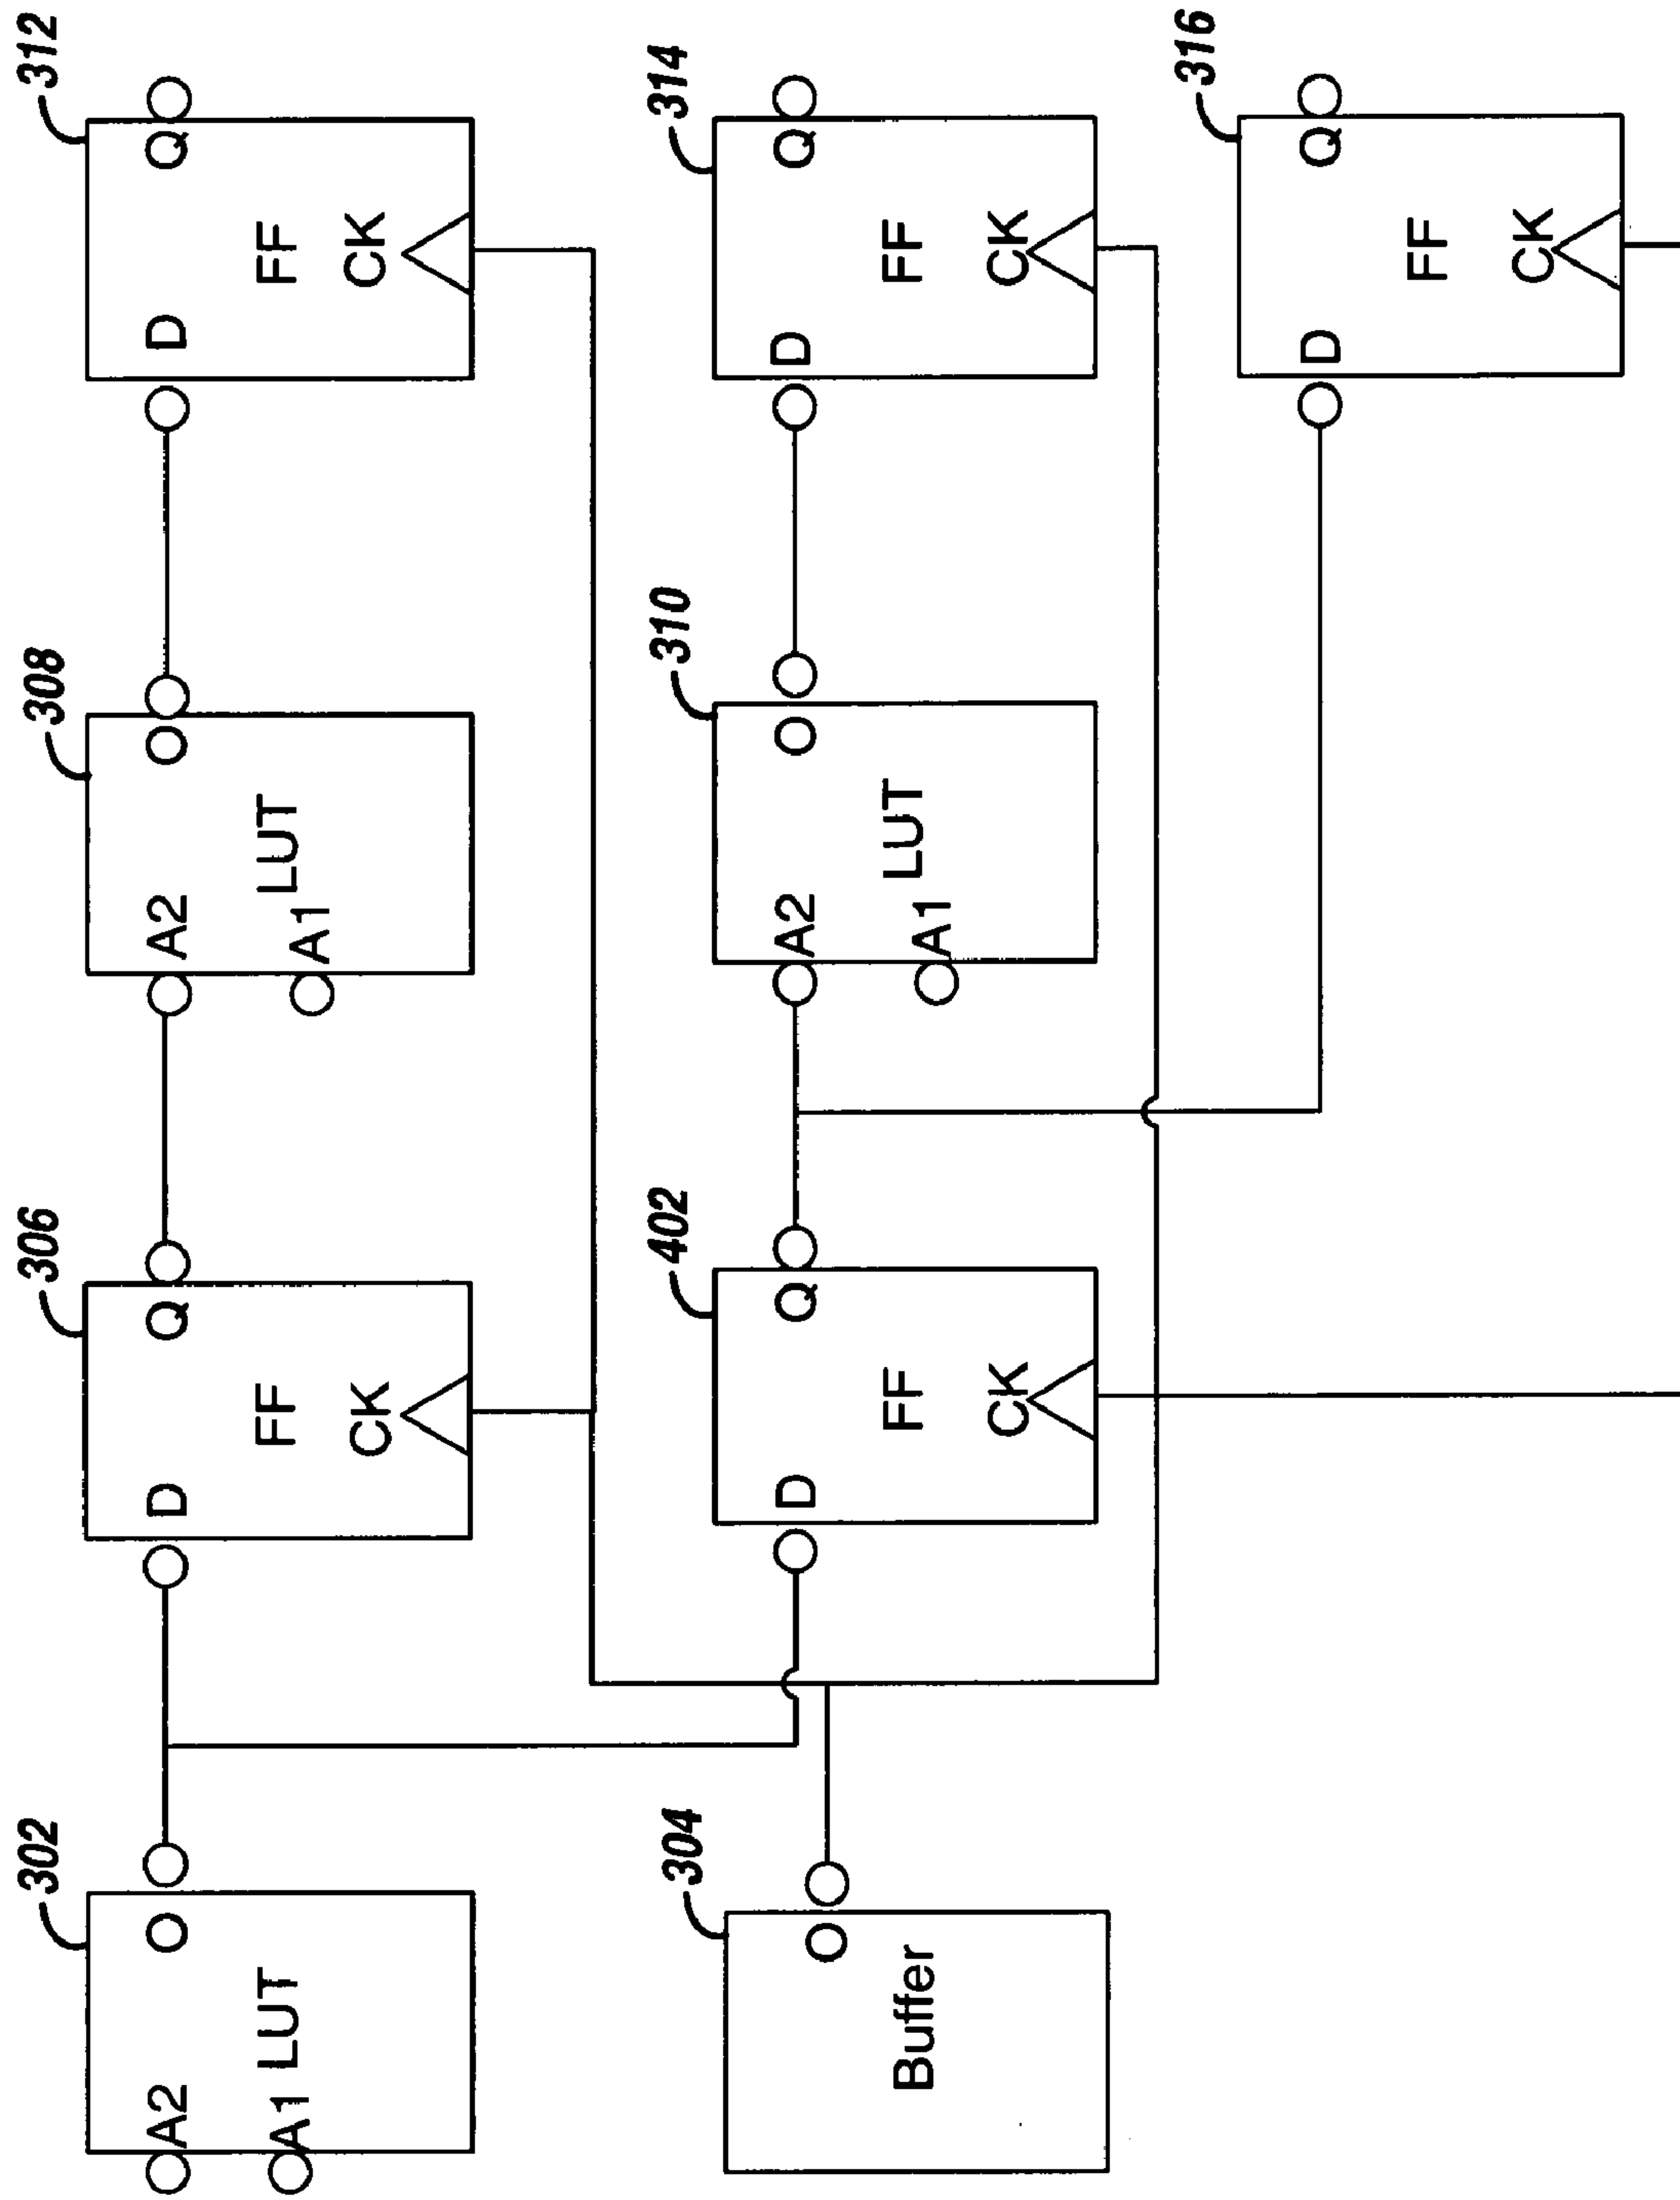 302
A2 O
LUT
A1
306
D Q
FF
CK
308
A2 O
LUT
A1
312
D Q
FF
CK
304
O
Buffer
402
D Q
FF
CK
310
A2 O
LUT
A1
314
D Q
FF
CK
316
D Q
FF
CK